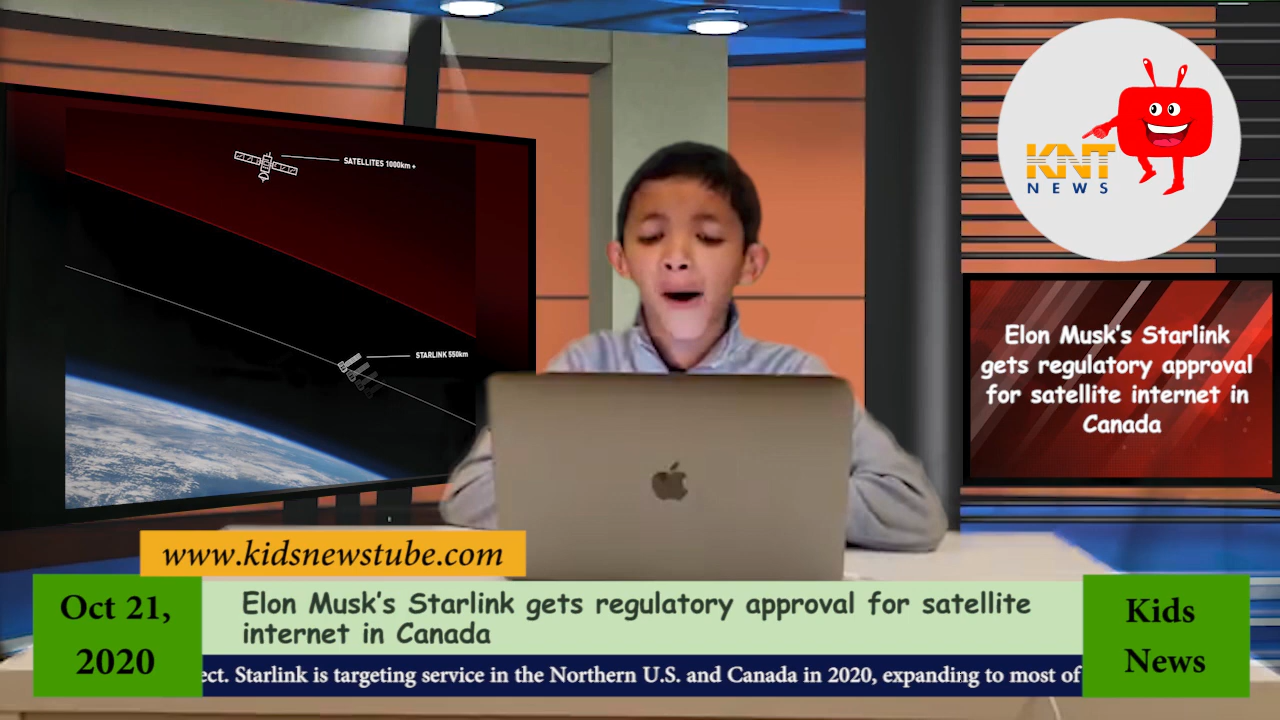 SATELLITES 1000km +
STARLINK 550km
KNT
NEWS
Elon Musk's Starlink
gets regulatory approval
for satellite internet in
Canada
www.kidsnewstube.com
Oct 21,
2020
Elon Musk's Starlink gets regulatory approval for satellite
internet in Canada
ect. Starlink is targeting service in the Northern U.S. and Canada in 2020, expanding to most of
Kids
News